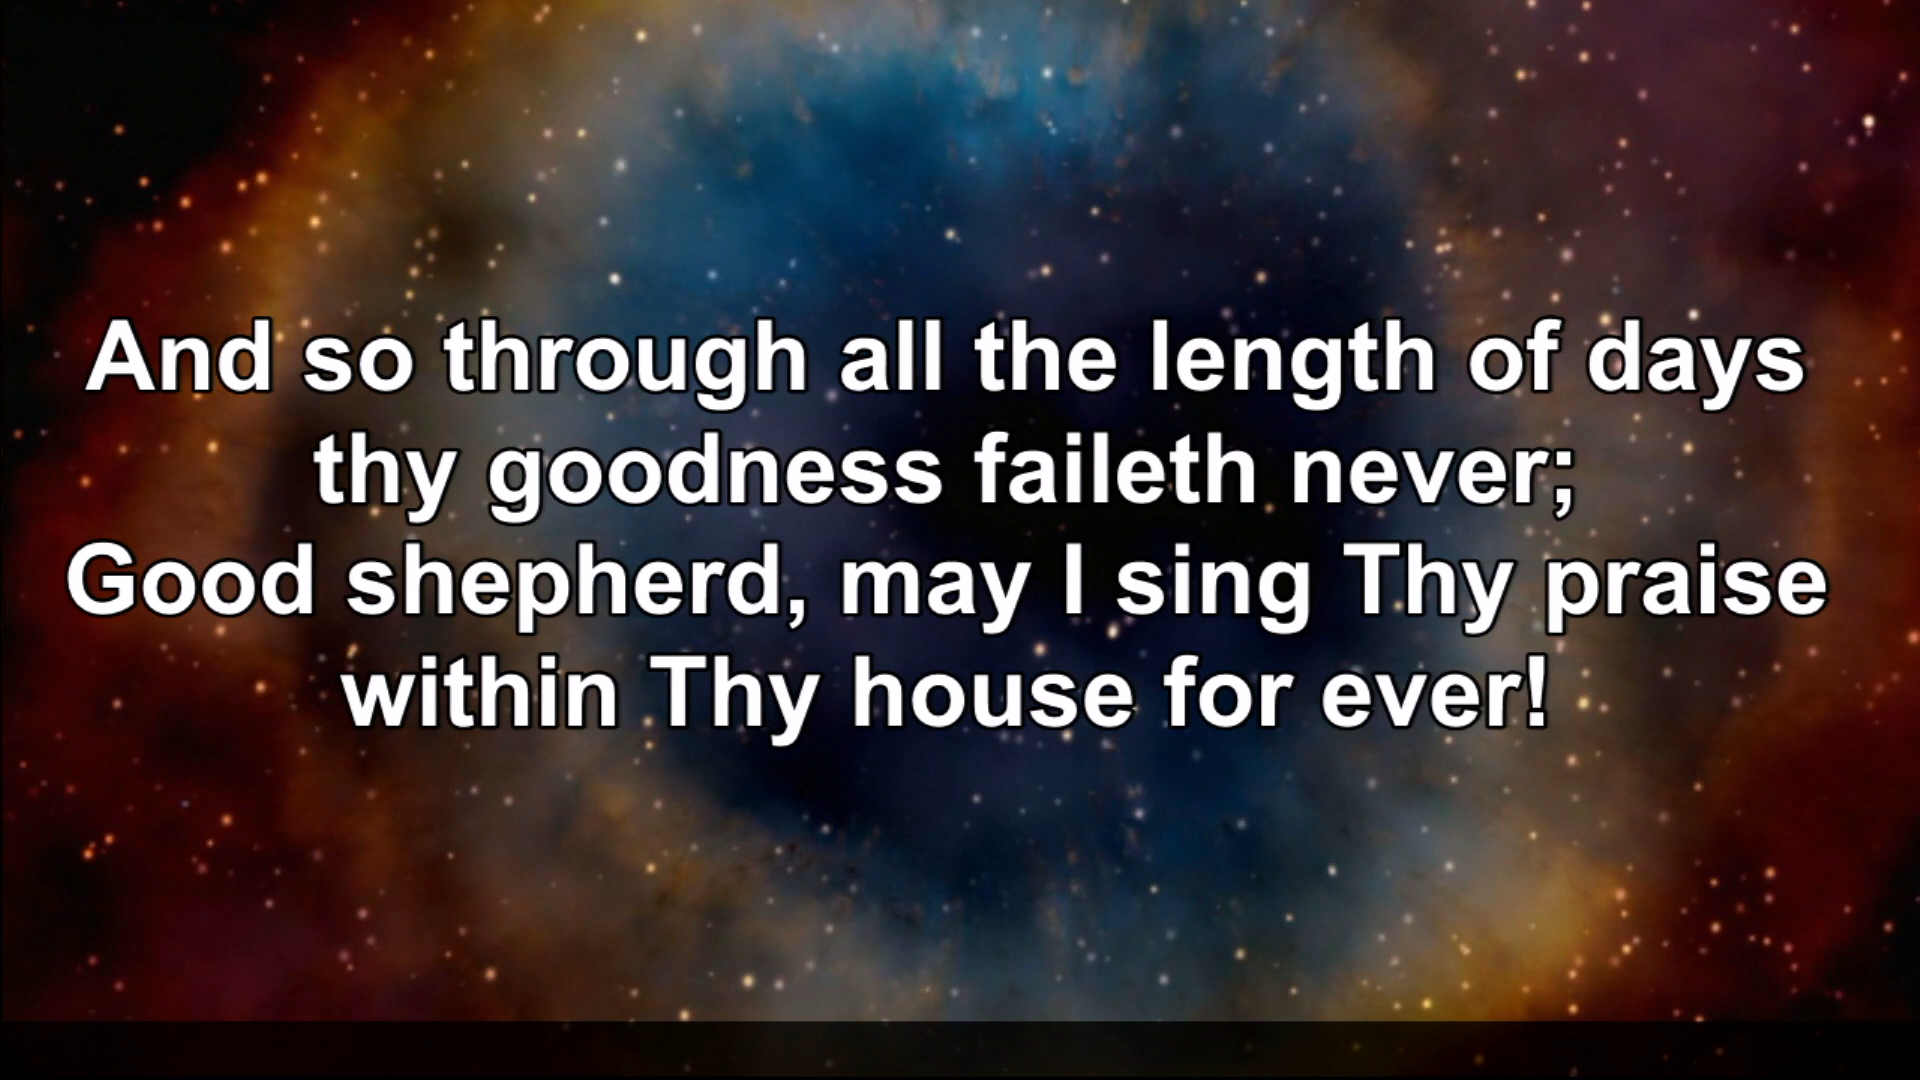 And so through all the length of days
thy goodness faileth never;
Good shepherd, may I sing Thy praise
within Thy house for ever!